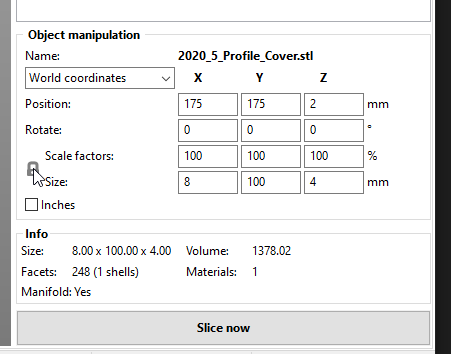 Object manipulation
Name: 2020_5_Profile_Cover.stl
World coordinates X Y Z
Position: 175 175 2 mm
Rotate: 0 0 0 °
Scale factors: 100 100 100 %
Size: 8 100 4 mm
Inches
Info
Size: 8.00 x 100.00 x 4.00 Volume: 1378.02
Facets: 248 (1 shells) Materials: 1
Manifold: Yes
Slice now